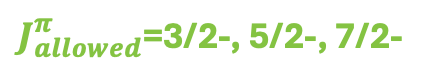 J^π_allowed=3/2-, 5/2-, 7/2-